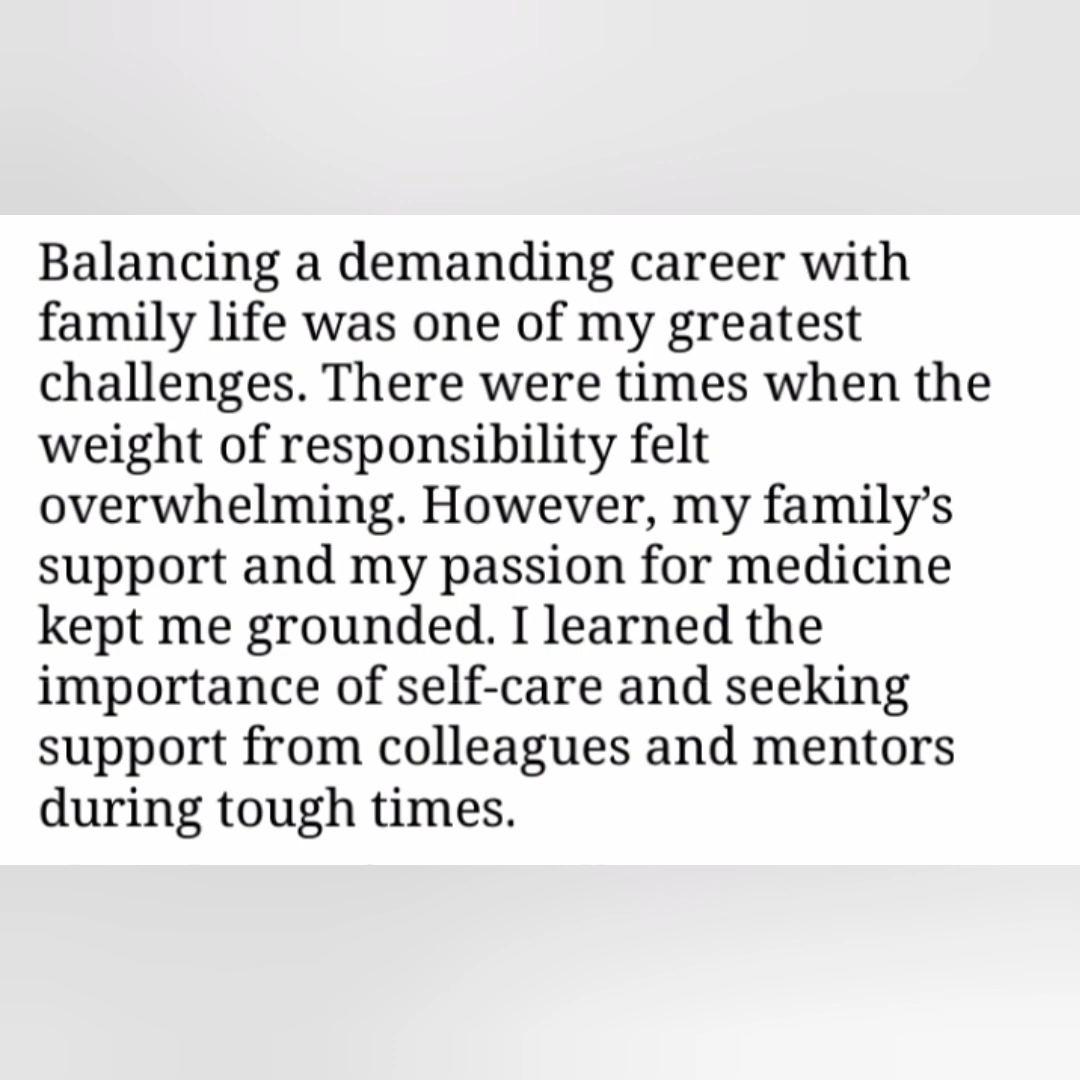 Balancing a demanding career with
family life was one of my greatest
challenges. There were times when the
weight of responsibility felt
overwhelming. However, my family’s
support and my passion for medicine
kept me grounded. I learned the
importance of self-care and seeking
support from colleagues and mentors
during tough times.